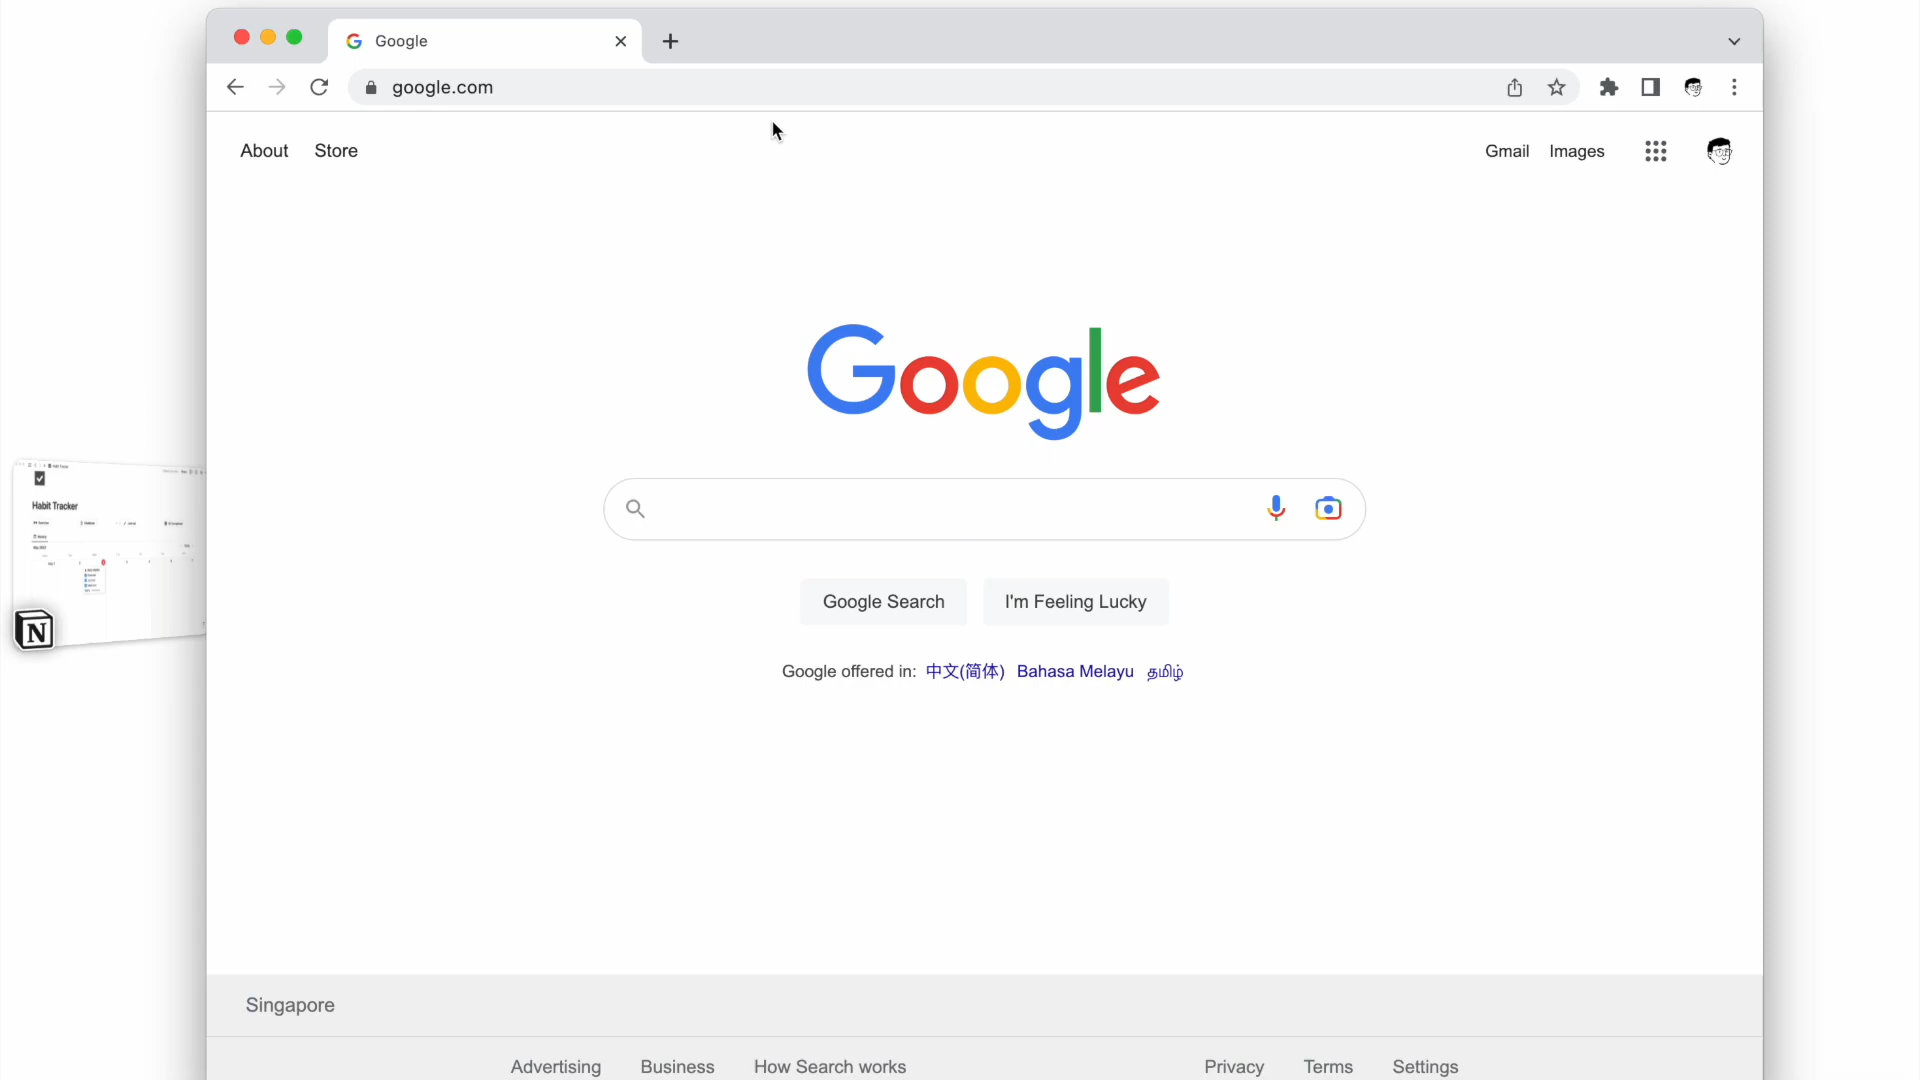 Google
google.com
About Store
Gmail Images
Google
Google Search I'm Feeling Lucky
Google offered in: 中文(简体) Bahasa Melayu தமிழ்
Habit Tracker
N
Singapore
Advertising Business How Search works
Privacy Terms Settings